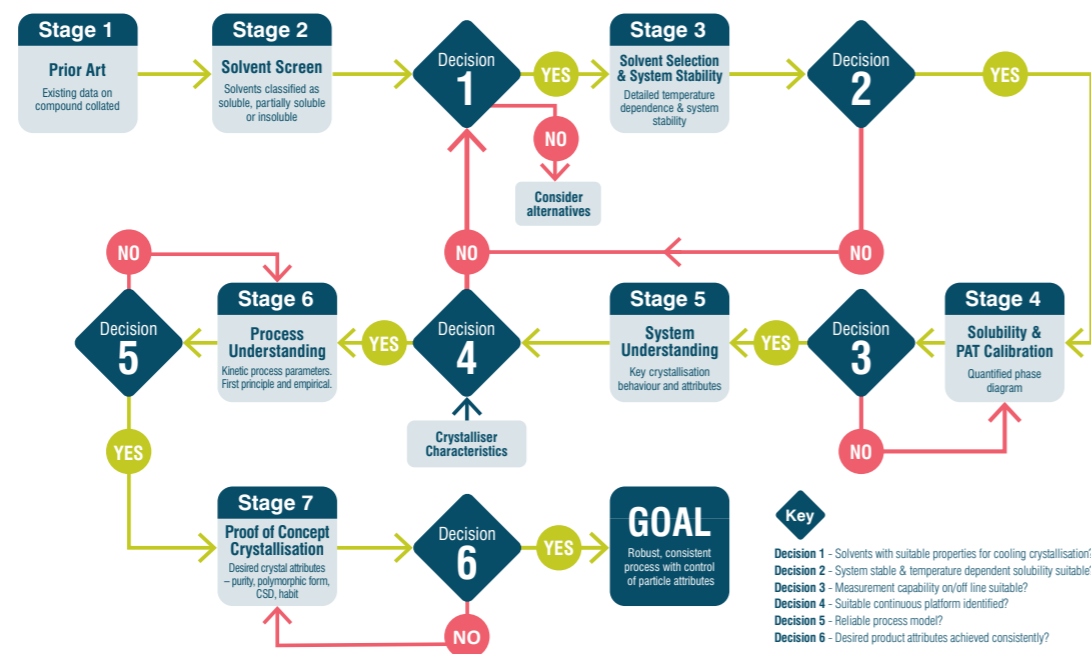 Stage 1
Prior Art
Existing data on
compound collated
Stage 2
Solvent Screen
Solvents classified as
soluble, partially soluble
or insoluble
Decision
1
YES
NO
Consider
alternatives
Stage 3
Solvent Selection
& System Stability
Detailed temperature
dependence & system
stability
Decision
2
YES
NO
NO
Stage 4
Solubility &
PAT Calibration
Quantified phase
diagram
Decision
3
NO
YES
Stage 5
System
Understanding
Key crystallisation
behaviour and attributes
Decision
4
Crystalliser
Characteristics
YES
Stage 6
Process
Understanding
Kinetic process parameters.
First principle and empirical.
Decision
5
NO
YES
Stage 7
Proof of Concept
Crystallisation
Desired crystal attributes
– purity, polymorphic form,
CSD, habit
Decision
6
NO
YES
GOAL
Robust, consistent
process with control
of particle attributes
Key
Decision 1 - Solvents with suitable properties for cooling crystallisation?
Decision 2 - System stable & temperature dependent solubility suitable?
Decision 3 - Measurement capability on/off line suitable?
Decision 4 - Suitable continuous platform identified?
Decision 5 - Reliable process model?
Decision 6 - Desired product attributes achieved consistently?